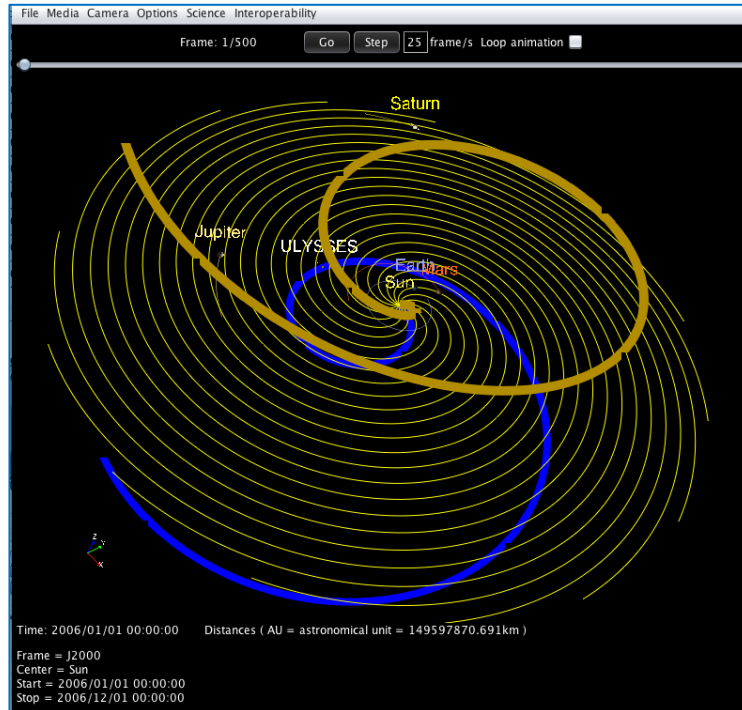 File Media Camera Options Science Interoperability
Frame: 1/500 Go Step 25 frame/s Loop animation
Saturn
Jupiter
ULYSSES
Earth
Mars
Sun
z
Y
x
Time: 2006/01/01 00:00:00 Distances ( AU = astronomical unit = 149597870.691km )
Frame = J2000
Center = Sun
Start = 2006/01/01 00:00:00
Stop = 2006/12/01 00:00:00